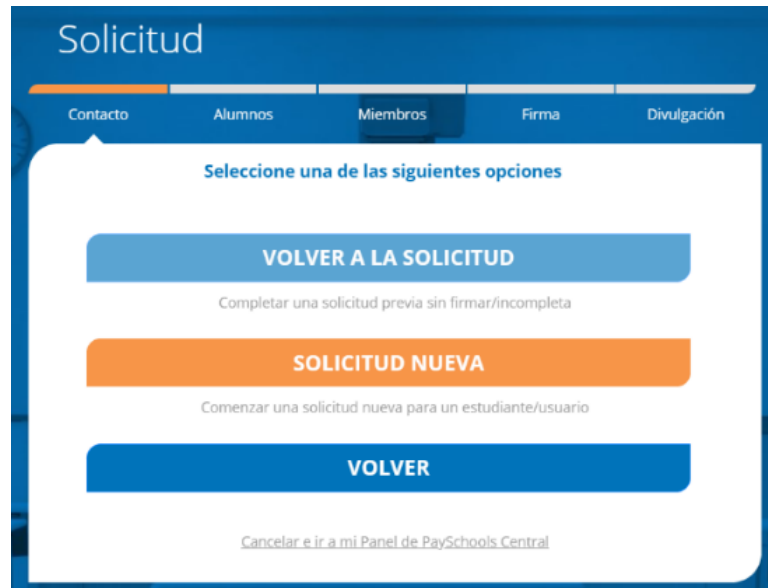 Solicitud
Contacto Alumnos Miembros Firma Divulgación
Seleccione una de las siguientes opciones
VOLVER A LA SOLICITUD
Completar una solicitud previa sin firmar/incompleta
SOLICITUD NUEVA
Comenzar una solicitud nueva para un estudiante/usuario
VOLVER
Cancelar e ir a mi Panel de PaySchools Central